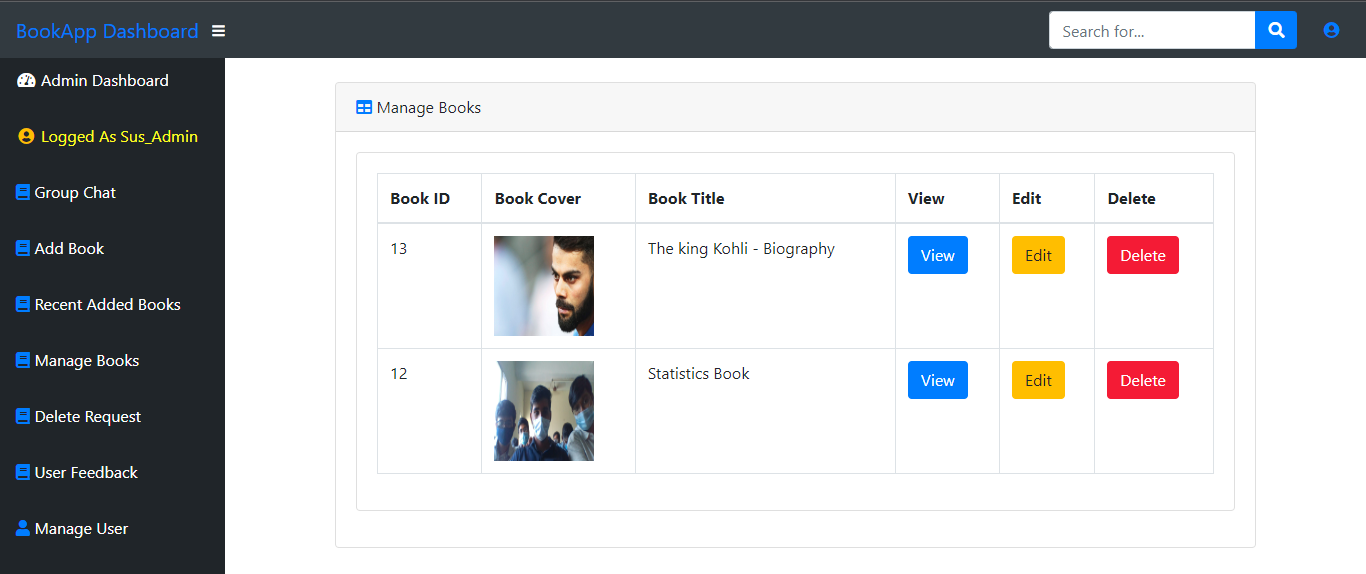 BookApp Dashboard
Search for...
Admin Dashboard
Logged As Sus_Admin
Group Chat
Add Book
Recent Added Books
Manage Books
Delete Request
User Feedback
Manage User
Manage Books
Book ID Book Cover Book Title View Edit Delete
13 The king Kohli - Biography View Edit Delete
12 Statistics Book View Edit Delete